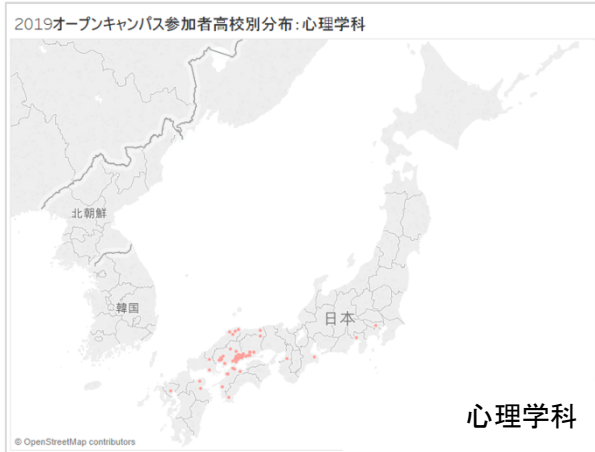 2019オープンキャンパス参加者高校別分布:心理学科
北朝鮮
韓国
日本
心理学科
© OpenStreetMap contributors